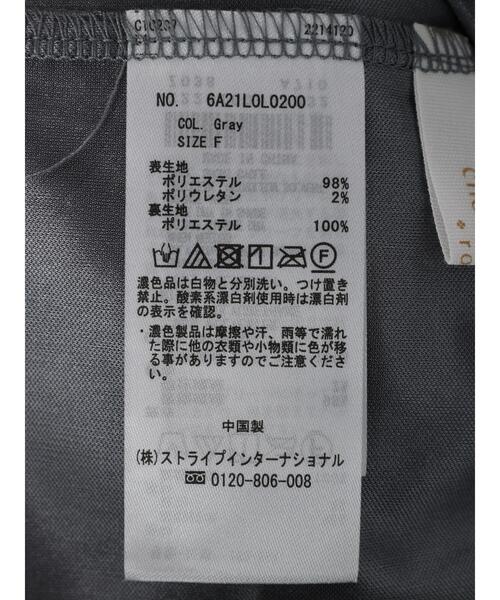 C10237
2214120
NO. 6A21L0L0200
COL. Gray
SIZE F
表生地
ポリエステル 98%
ポリウレタン 2%
裏生地
ポリエステル 100%
F
濃色品は白物と分別洗い。つけ置き
禁止。酸素系漂白剤使用時は漂白剤
の表示を確認。
・濃色製品は摩擦や汗、雨等で濡れ
た際に他の衣類や小物類に色が移
る事がありますのでご注意くださ
い。
中国製
(株)ストライプインターナショナル
0120-806-008